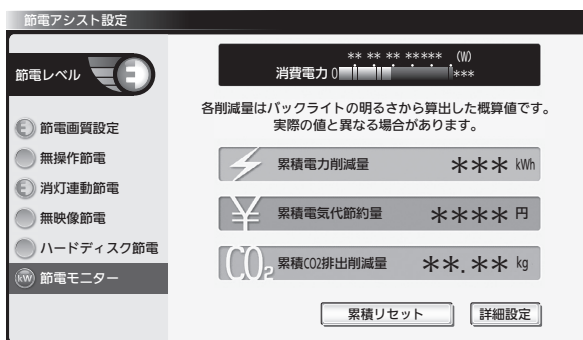 節電アシスト設定
節電レベル E
E 節電画質設定
無操作節電
E 消灯連動節電
無映像節電
ハードディスク節電
kW 節電モニター
** ** ** ***** (W)
消費電力 0 ***
各削減量はバックライトの明るさから算出した概算値です。
実際の値と異なる場合があります。
累積電力削減量 *** kWh
¥ 累積電気代節約量 **** 円
CO2 累積CO2排出削減量 **.** kg
累積リセット 詳細設定